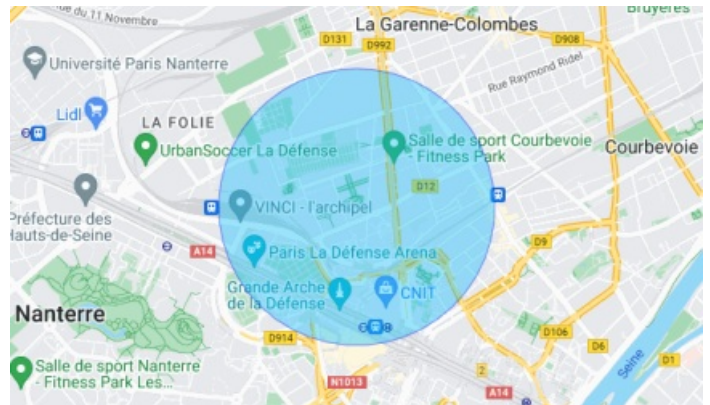 Rue du 11 Novembre
La Garenne-Colombes
Bruyères
D131
D992
D908
Université Paris Nanterre
Rue Raymond Ridel
Lidl
LA FOLIE
UrbanSoccer La Défense
Salle de sport Courbevoie
- Fitness Park
Courbevoie
D12
VINCI - l'archipel
Préfecture des
Hauts-de-Seine
A14
Paris La Défense Arena
D9
Grande Arche
de la Défense
CNIT
A14
Nanterre
D914
D106
D6
D1
Salle de sport Nanterre
- Fitness Park Les...
N1013
2
Seine